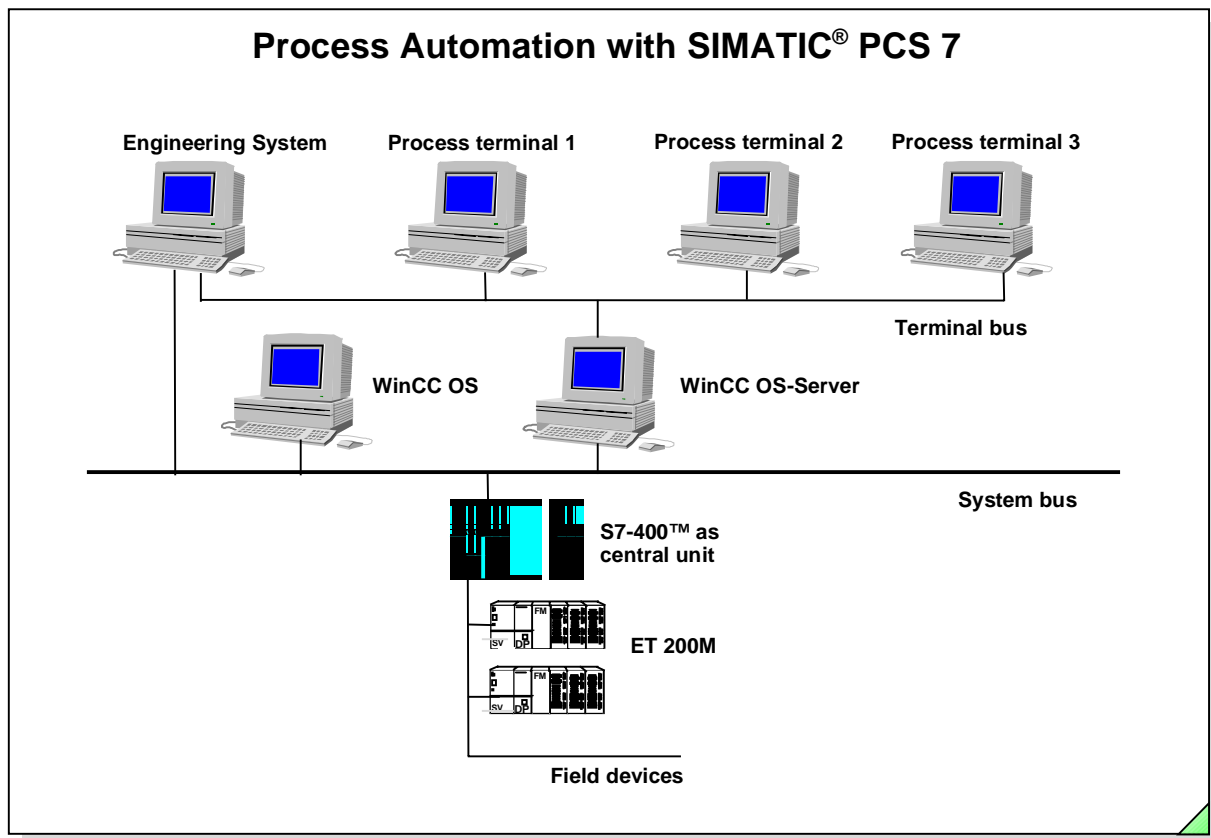 Process Automation with SIMATIC® PCS 7
Engineering System
Process terminal 1
Process terminal 2
Process terminal 3
Terminal bus
WinCC OS
WinCC OS-Server
System bus
S7-400™ as
central unit
FM
SV DP
ET 200M
FM
SV DP
Field devices